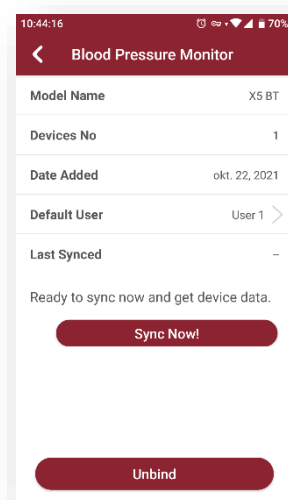 10:44:16 70%
Blood Pressure Monitor
Model Name X5 BT
Devices No 1
Date Added okt. 22, 2021
Default User User 1
Last Synced --
Ready to sync now and get device data.
Sync Now!
Unbind